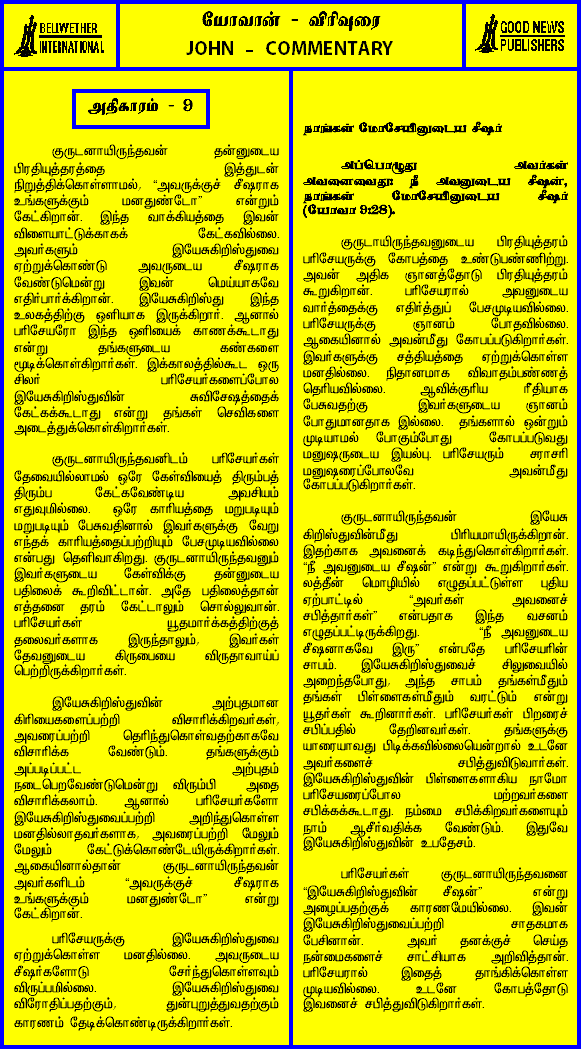 BELWETHER
INTERNATIONAL
யோவான் - விரிவுரை
JOHN - COMMENTARY
GOOD NEWS
PUBLISHERS
அதிகாரம் - 9
குருடனாயிருந்தவன் தன்னுடைய
பிரதியுத்தரத்தை இத்துடன்
நிறுத்திக்கொள்ளாமல், “அவருக்குச் சீஷராக
உங்களுக்கும் மனதுண்டோ” என்றும்
கேட்கிறான். இந்த வாக்கியத்தை இவன்
விளையாட்டுக்காகக் கேட்கவில்லை.
அவர்களும் இயேசுகிறிஸ்துவை
ஏற்றுக்கொண்டு அவருடைய சீஷராக
வேண்டுமென்று இவன் மெய்யாகவே
எதிர்பார்க்கிறான். இயேசுகிறிஸ்து இந்த
உலகத்திற்கு ஒளியாக இருக்கிறார். ஆனால்
பரிசேயரோ இந்த ஒளியைக் காணக்கூடாது
என்று தங்களுடைய கண்களை
மூடிக்கொள்கிறார்கள். இக்காலத்தில்கூட ஒரு
சிலர் பரிசேயர்களைப்போல
இயேசுகிறிஸ்துவின் சுவிசேஷத்தைக்
கேட்கக்கூடாது என்று தங்கள் செவிகளை
அடைத்துக்கொள்கிறார்கள்.
குருடனாயிருந்தவனிடம் பரிசேயர்கள்
தேவையில்லாமல் ஒரே கேள்வியைத் திரும்பத்
திரும்ப கேட்கவேண்டிய அவசியம்
எதுவுமில்லை. ஒரே காரியத்தை மறுபடியும்
மறுபடியும் பேசுவதினால் இவர்களுக்கு வேறு
எந்தக் காரியத்தைப்பற்றியும் பேசமுடியவில்லை
என்பது தெளிவாகிறது. குருடனாயிருந்தவனும்
இவர்களுடைய கேள்விக்கு தன்னுடைய
பதிலைக் கூறிவிட்டான். அதே பதிலைத்தான்
எத்தனை தரம் கேட்டாலும் சொல்லுவான்.
பரிசேயர்கள் யூதமார்க்கத்திற்குத்
தலைவர்களாக இருந்தாலும், இவர்கள்
தேவனுடைய கிருபையை விருதாவாய்ப்
பெற்றிருக்கிறார்கள்.
இயேசுகிறிஸ்துவின் அற்புதமான
கிரியைகளைப்பற்றி விசாரிக்கிறவர்கள்,
அவரைப்பற்றி தெரிந்துகொள்வதற்காகவே
விசாரிக்க வேண்டும். தங்களுக்கும்
அப்படிப்பட்ட அற்புதம்
நடைபெறவேண்டுமென்று விரும்பி அதை
விசாரிக்கலாம். ஆனால் பரிசேயர்களோ
இயேசுகிறிஸ்துவைப்பற்றி அறிந்துகொள்ள
மனதில்லாதவர்களாக, அவரைப்பற்றி மேலும்
மேலும் கேட்டுக்கொண்டேயிருக்கிறார்கள்.
ஆகையினால்தான் குருடனாயிருந்தவன்
அவர்களிடம் “அவருக்குச் சீஷராக
உங்களுக்கும் மனதுண்டோ” என்று
கேட்கிறான்.
பரிசேயருக்கு இயேசுகிறிஸ்துவை
ஏற்றுக்கொள்ள மனதில்லை. அவருடைய
சீஷர்களோடு சேர்ந்துகொள்ளவும்
விருப்பமில்லை. இயேசுகிறிஸ்துவை
விரோதிப்பதற்கும், துன்புறுத்துவதற்கும்
காரணம் தேடிக்கொண்டிருக்கிறார்கள்.
நாங்கள் மோசேயினுடைய சீஷர்
அப்பொழுது அவர்கள்
அவனைவைது: நீ அவனுடைய சீஷன்,
நாங்கள் மோசேயினுடைய சீஷர்
(யோவா 9:28).
குருடாயிருந்தவனுடைய பிரதியுத்தரம்
பரிசேயருக்கு கோபத்தை உண்டுபண்ணிற்று.
அவன் அதிக ஞானத்தோடு பிரதியுத்தரம்
கூறுகிறான். பரிசேயரால் அவனுடைய
வார்த்தைக்கு எதிர்த்துப் பேசமுடியவில்லை.
பரிசேயருக்கு ஞானம் போதவில்லை.
ஆகையினால் அவன்மீது கோபப்படுகிறார்கள்.
இவர்களுக்கு சத்தியத்தை ஏற்றுக்கொள்ள
மனதில்லை. நிதானமாக விவாதம்பண்ணத்
தெரியவில்லை. ஆவிக்குரிய ரீதியாக
பேசுவதற்கு இவர்களுடைய ஞானம்
போதுமானதாக இல்லை. தங்களால் ஒன்றும்
முடியாமல் போகும்போது கோபப்படுவது
மனுஷருடைய இயல்பு. பரிசேயரும் சராசரி
மனுஷரைப்போலவே அவன்மீது
கோபப்படுகிறார்கள்.
குருடனாயிருந்தவன் இயேசு
கிறிஸ்துவின்மீது பிரியமாயிருக்கிறான்.
இதற்காக அவனைக் கடிந்துகொள்கிறார்கள்.
“நீ அவனுடைய சீஷன்” என்று கூறுகிறார்கள்.
லத்தீன் மொழியில் எழுதப்பட்டுள்ள புதிய
ஏற்பாட்டில் “அவர்கள் அவனைச்
சபித்தார்கள்” என்பதாக இந்த வசனம்
எழுதப்பட்டிருக்கிறது. “நீ அவனுடைய
சீஷனாகவே இரு” என்பதே பரிசேயரின்
சாபம். இயேசுகிறிஸ்துவைச் சிலுவையில்
அறைந்தபோது, அந்த சாபம் தங்கள்மீதும்
தங்கள் பிள்ளைகள்மீதும் வரட்டும் என்று
யூதர்கள் கூறினார்கள். பரிசேயர்கள் பிறரைச்
சபிப்பதில் தேறினவர்கள். தங்களுக்கு
யாரையாவது பிடிக்கவில்லையென்றால் உடனே
அவர்களைச் சபித்துவிடுவார்கள்.
இயேசுகிறிஸ்துவின் பிள்ளைகளாகிய நாமோ
பரிசேயரைப்போல மற்றவர்களை
சபிக்கக்கூடாது. நம்மை சபிக்கிறவர்களையும்
நாம் ஆசீர்வதிக்க வேண்டும். இதுவே
இயேசுகிறிஸ்துவின் உபதேசம்.
பரிசேயர்கள் குருடனாயிருந்தவனை
“இயேசுகிறிஸ்துவின் சீஷன்” என்று
அழைப்பதற்குக் காரணமேயில்லை. இவன்
இயேசுகிறிஸ்துவைப்பற்றி சாதகமாக
பேசினான். அவர் தனக்குச் செய்த
நன்மைகளைச் சாட்சியாக அறிவித்தான்.
பரிசேயரால் இதைத் தாங்கிக்கொள்ள
முடியவில்லை. உடனே கோபத்தோடு
இவனைச் சபித்துவிடுகிறார்கள்.